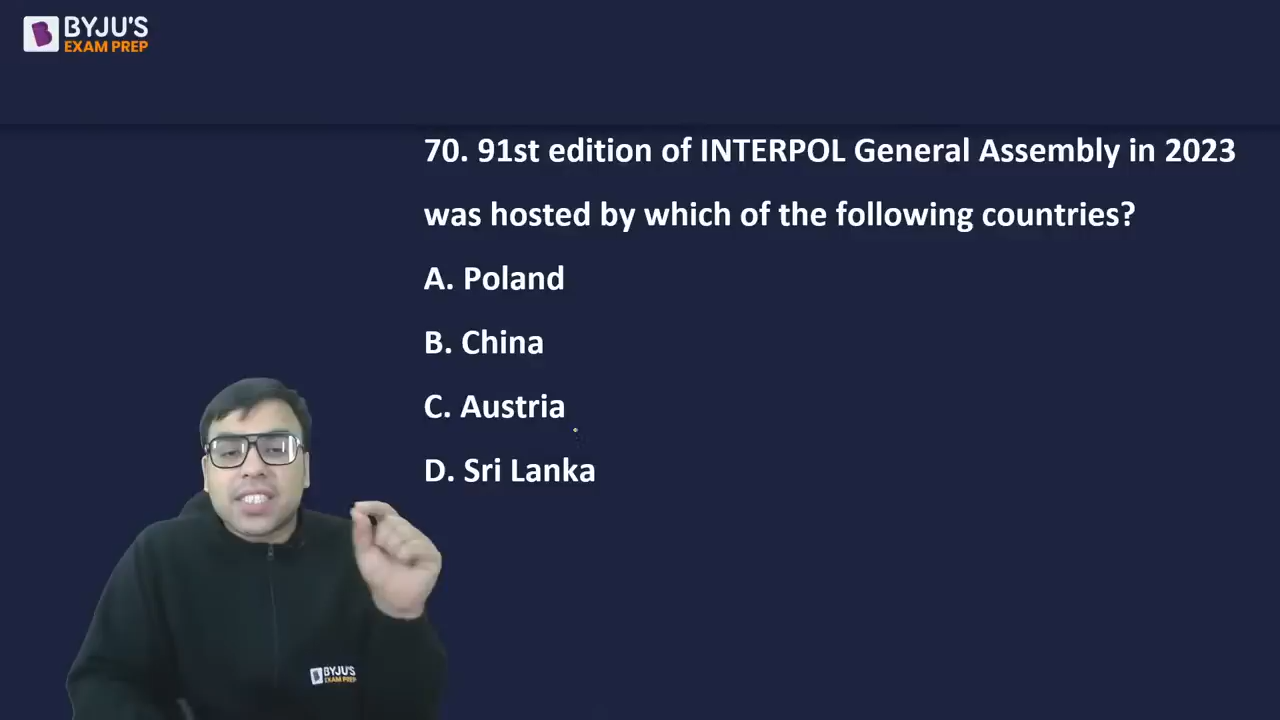 BYJU'S
EXAM PREP
70. 91st edition of INTERPOL General Assembly in 2023
was hosted by which of the following countries?
A. Poland
B. China
C. Austria
D. Sri Lanka
BYJU'S
EXAM PREP